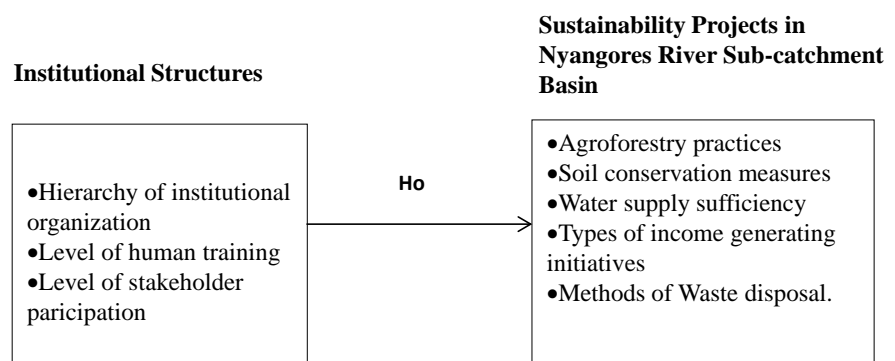 Institutional Structures
Sustainability Projects in
Nyangores River Sub-catchment
Basin
•Hierarchy of institutional
organization
•Level of human training
•Level of stakeholder
paricipation
Ho
•Agroforestry practices
•Soil conservation measures
•Water supply sufficiency
•Types of income generating
initiatives
•Methods of Waste disposal.